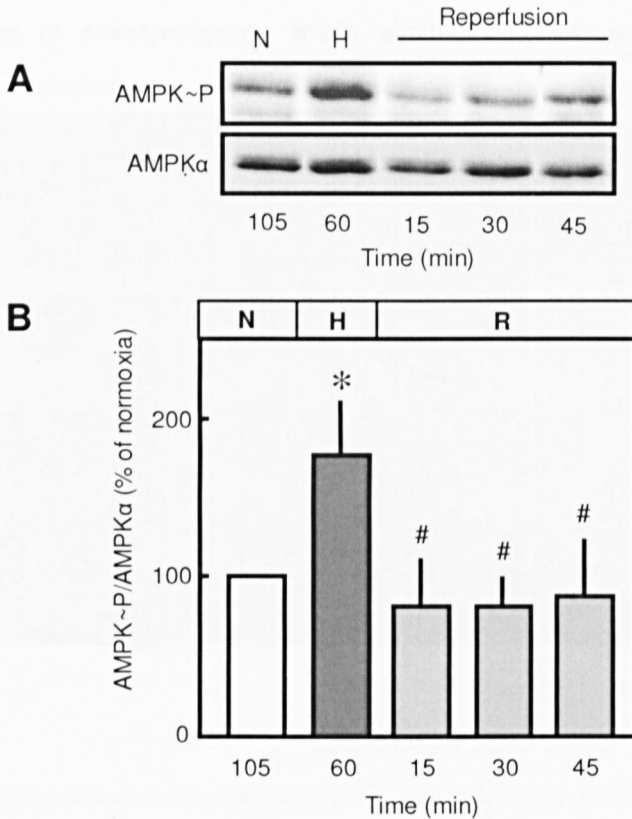 Reperfusion
N H
A
AMPK~P
AMPKα
105 60 15 30 45
Time (min)
B
N H R
AMPK~P/AMPKα (% of normoxia)
200
100
0
*
#
#
#
105 60 15 30 45
Time (min)